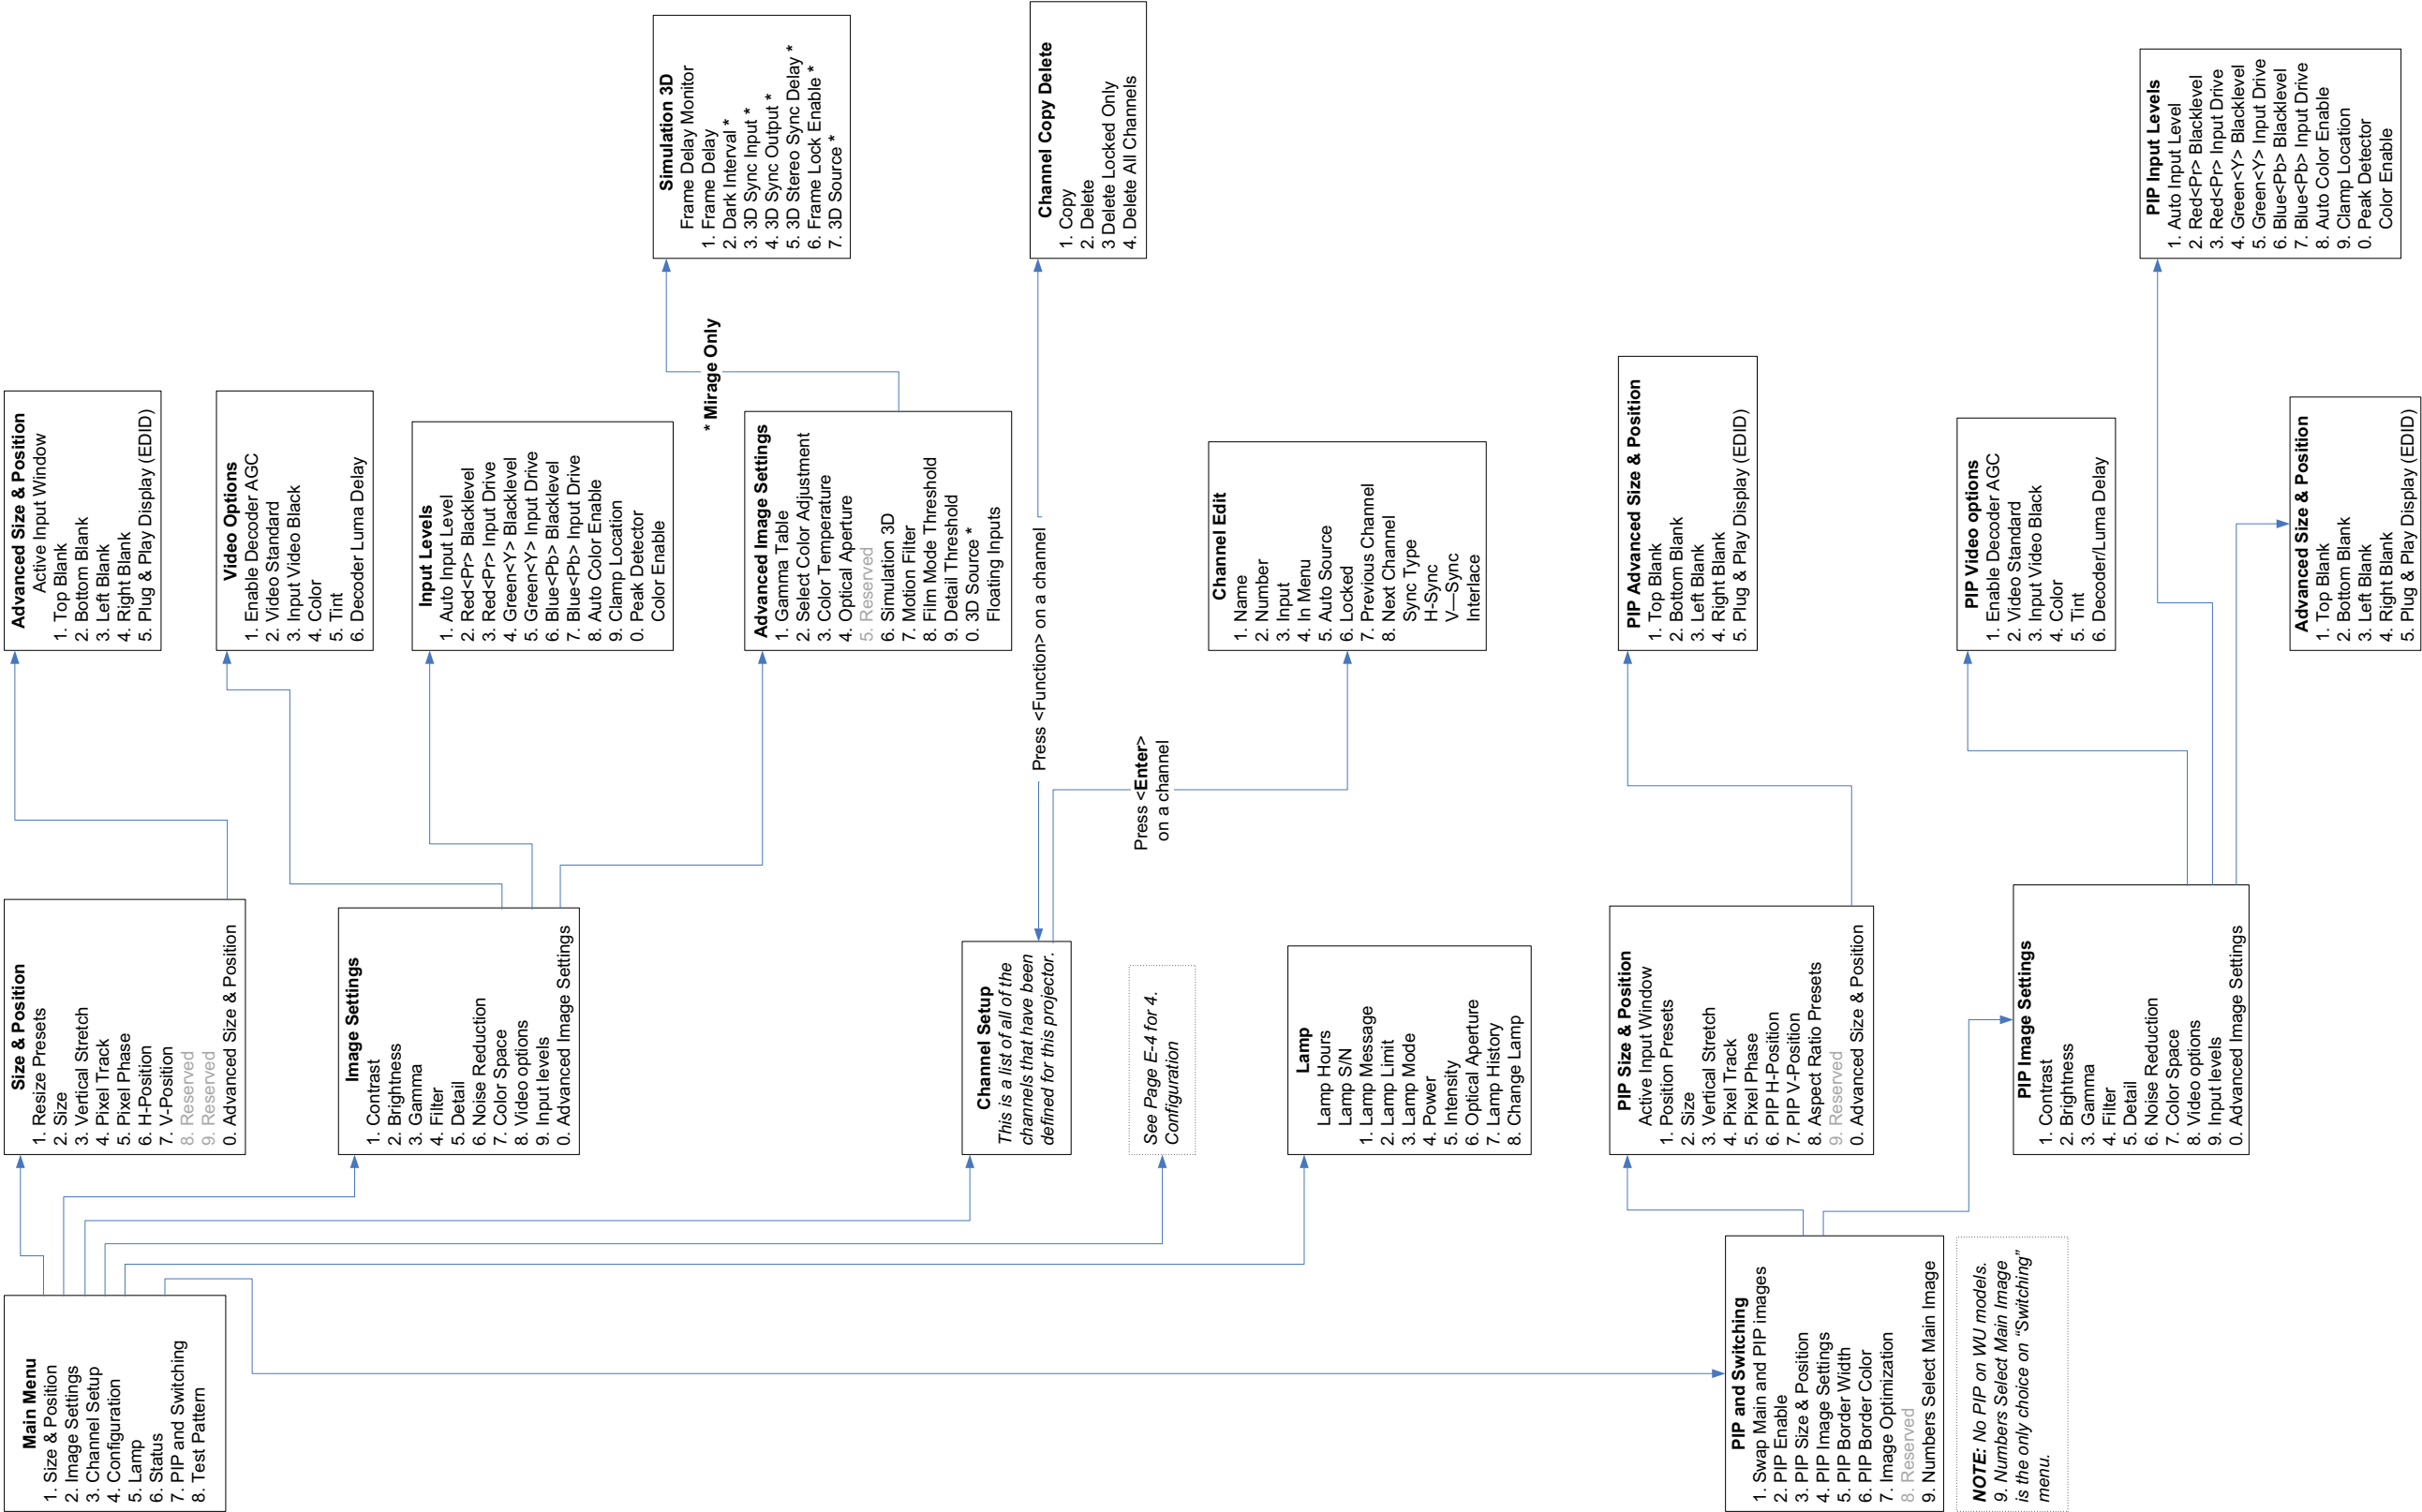 Main Menu
1. Size & Position
2. Image Settings
3. Channel Setup
4. Configuration
5. Lamp
6. Status
7. PIP and Switching
8. Test Pattern
Size & Position
1. Resize Presets
2. Size
3. Vertical Stretch
4. Pixel Track
5. Pixel Phase
6. H-Position
7. V-Position
8. Reserved
9. Reserved
0. Advanced Size & Position
Advanced Size & Position
Active Input Window
1. Top Blank
2. Bottom Blank
3. Left Blank
4. Right Blank
5. Plug & Play Display (EDID)
Image Settings
1. Contrast
2. Brightness
3. Gamma
4. Filter
5. Detail
6. Noise Reduction
7. Color Space
8. Video options
9. Input levels
0. Advanced Image Settings
Video Options
1. Enable Decoder AGC
2. Video Standard
3. Input Video Black
4. Color
5. Tint
6. Decoder Luma Delay
Input Levels
1. Auto Input Level
2. Red<Pr> Blacklevel
3. Red<Pr> Input Drive
4. Green<Y> Blacklevel
5. Green<Y> Input Drive
6. Blue<Pb> Blacklevel
7. Blue<Pb> Input Drive
8. Auto Color Enable
9. Clamp Location
0. Peak Detector
Color Enable
Advanced Image Settings
1. Gamma Table
2. Select Color Adjustment
3. Color Temperature
4. Optical Aperture
5. Reserved
6. Simulation 3D
7. Motion Filter
8. Film Mode Threshold
9. Detail Threshold
0. 3D Source *
Floating Inputs
* Mirage Only
Simulation 3D
Frame Delay Monitor
1. Frame Delay
2. Dark Interval *
3. 3D Sync Input *
4. 3D Sync Output *
5. 3D Stereo Sync Delay *
6. Frame Lock Enable *
7. 3D Source *
Channel Setup
This is a list of all of the
channels that have been
defined for this projector.
Press <Function> on a channel
Channel Copy Delete
1. Copy
2. Delete
3 Delete Locked Only
4. Delete All Channels
Press <Enter>
on a channel
Channel Edit
1. Name
2. Number
3. Input
4. In Menu
5. Auto Source
6. Locked
7. Previous Channel
8. Next Channel
Sync Type
H-Sync
V—Sync
Interlace
See Page E-4 for 4.
Configuration
Lamp
Lamp Hours
Lamp S/N
1. Lamp Message
2. Lamp Limit
3. Lamp Mode
4. Power
5. Intensity
6. Optical Aperture
7. Lamp History
8. Change Lamp
PIP and Switching
1. Swap Main and PIP images
2. PIP Enable
3. PIP Size & Position
4. PIP Image Settings
5. PIP Border Width
6. PIP Border Color
7. Image Optimization
8. Reserved
9. Numbers Select Main Image
NOTE: No PIP on WU models.
9. Numbers Select Main Image
is the only choice on “Switching”
menu.
PIP Size & Position
Active Input Window
1. Position Presets
2. Size
3. Vertical Stretch
4. Pixel Track
5. Pixel Phase
6. PIP H-Position
7. PIP V-Position
8. Aspect Ratio Presets
9. Reserved
0. Advanced Size & Position
PIP Advanced Size & Position
1. Top Blank
2. Bottom Blank
3. Left Blank
4. Right Blank
5. Plug & Play Display (EDID)
PIP Image Settings
1. Contrast
2. Brightness
3. Gamma
4. Filter
5. Detail
6. Noise Reduction
7. Color Space
8. Video options
9. Input levels
0. Advanced Image Settings
PIP Video options
1. Enable Decoder AGC
2. Video Standard
3. Input Video Black
4. Color
5. Tint
6. Decoder/Luma Delay
PIP Input Levels
1. Auto Input Level
2. Red<Pr> Blacklevel
3. Red<Pr> Input Drive
4. Green<Y> Blacklevel
5. Green<Y> Input Drive
6. Blue<Pb> Blacklevel
7. Blue<Pb> Input Drive
8. Auto Color Enable
9. Clamp Location
0. Peak Detector
Color Enable
Advanced Size & Position
1. Top Blank
2. Bottom Blank
3. Left Blank
4. Right Blank
5. Plug & Play Display (EDID)